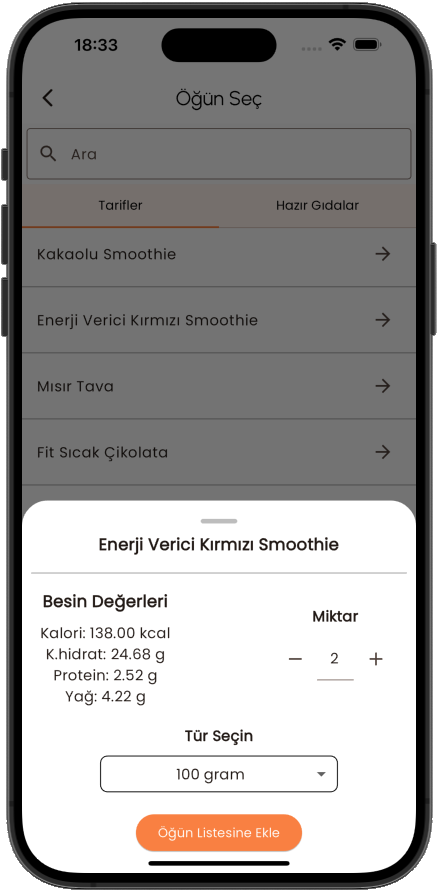 18:33
Öğün Seç
Ara
Tarifler
Hazır Gıdalar
Kakaolu Smoothie
Enerji Verici Kırmızı Smoothie
Mısır Tava
Fit Sıcak Çikolata
Enerji Verici Kırmızı Smoothie
Besin Değerleri
Kalori: 138.00 kcal
K.hidrat: 24.68 g
Protein: 2.52 g
Yağ: 4.22 g
Miktar
− 2 +
Tür Seçin
100 gram
Öğün Listesine Ekle